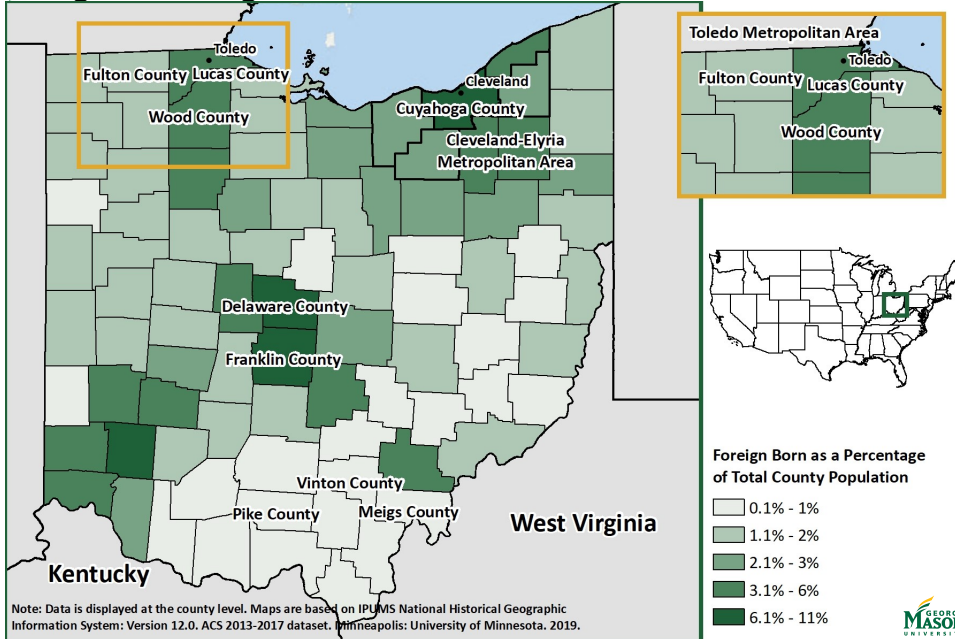 Toledo
Fulton County
Lucas County
Wood County
Cleveland
Cuyahoga County
Cleveland-Elyria
Metropolitan Area
Delaware County
Franklin County
Vinton County
Pike County
Meigs County
West Virginia
Kentucky
Note: Data is displayed at the county level. Maps are based on IPUMS National Historical Geographic
Information System: Version 12.0. ACS 2013-2017 dataset. Minneapolis: University of Minnesota. 2019.
Toledo Metropolitan Area
Toledo
Fulton County
Lucas County
Wood County
Foreign Born as a Percentage
of Total County Population
0.1% - 1%
1.1% - 2%
2.1% - 3%
3.1% - 6%
6.1% - 11%